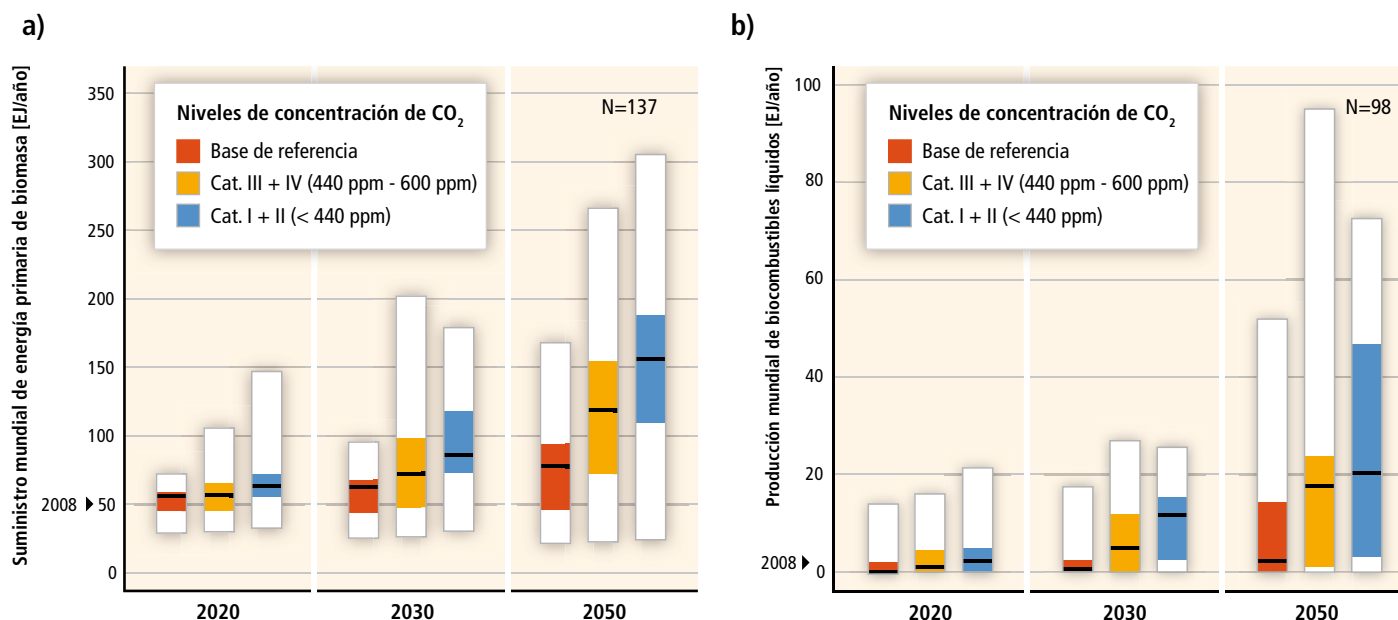 a)
Suministro mundial de energía primaria de biomasa [EJ/año]
350
300
250
200
150
100
50
0
2008
Niveles de concentración de CO₂
Base de referencia
Cat. III + IV (440 ppm - 600 ppm)
Cat. I + II (< 440 ppm)
N=137
2020
2030
2050
b)
Producción mundial de biocombustibles líquidos [EJ/año]
100
80
60
40
20
0
2008
Niveles de concentración de CO₂
Base de referencia
Cat. III + IV (440 ppm - 600 ppm)
Cat. I + II (< 440 ppm)
N=98
2020
2030
2050